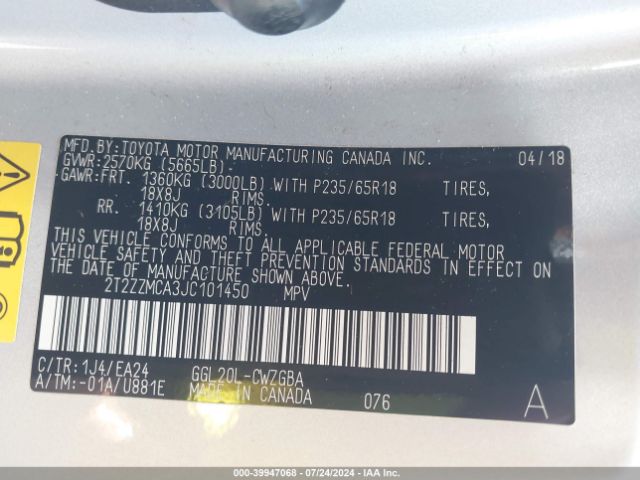 MFD.BY:TOYOTA MOTOR MANUFACTURING CANADA INC. 04/18
GVWR:2570KG (5665LB)
GAWR:FRT. 1360KG (3000LB) WITH P235/65R18 TIRES,
18X8J RIMS.
RR. 1410KG (3105LB) WITH P235/65R18 TIRES,
18X8J RIMS.
THIS VEHICLE CONFORMS TO ALL APPLICABLE FEDERAL MOTOR
VEHICLE SAFETY AND THEFT PREVENTION STANDARDS IN EFFECT ON
THE DATE OF MANUFACTURE SHOWN ABOVE.
2T2ZZMCA3JC101450 MPV
C/TR:1J4/EA24 GGL20L-CWZGBA
A/TM:-01A/U881E MADE IN CANADA 076 A
000-39947068 - 07/24/2024 - IAA Inc.